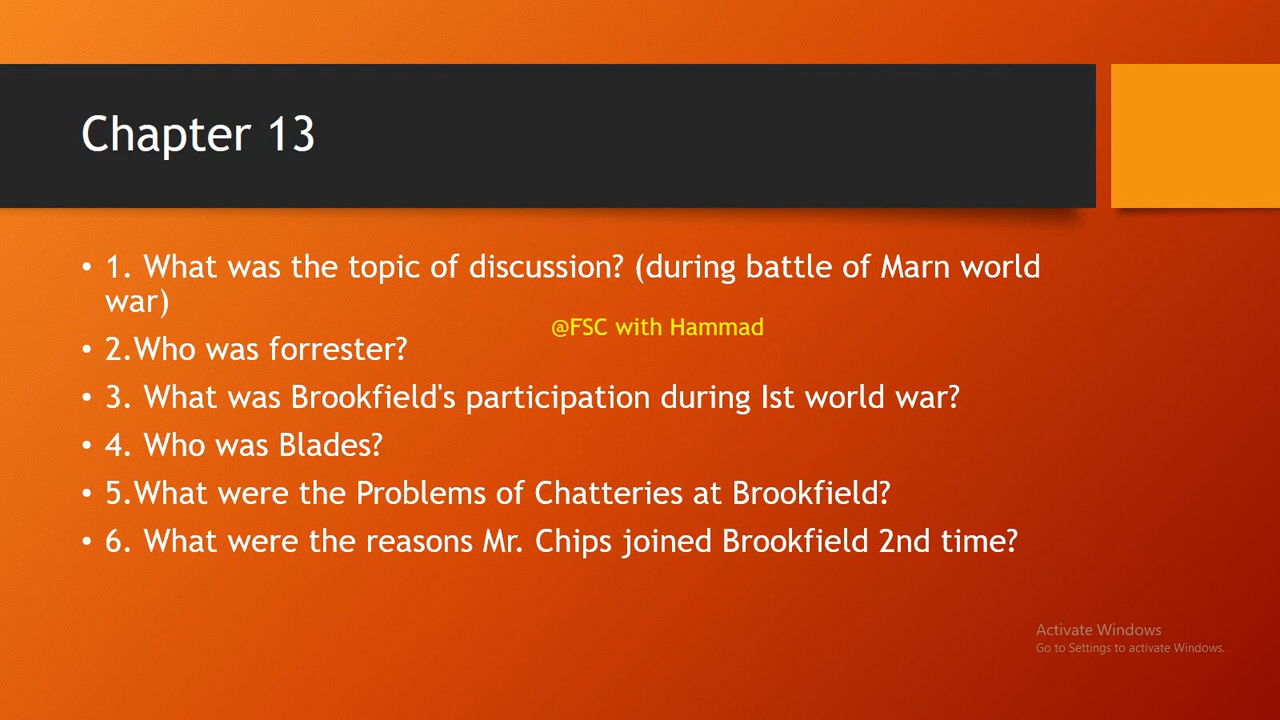 Chapter 13
• 1. What was the topic of discussion? (during battle of Marn world
war)
@FSC with Hammad
• 2.Who was forrester?
• 3. What was Brookfield's participation during Ist world war?
• 4. Who was Blades?
• 5.What were the Problems of Chatteries at Brookfield?
• 6. What were the reasons Mr. Chips joined Brookfield 2nd time?
Activate Windows
Go to Settings to activate Windows.